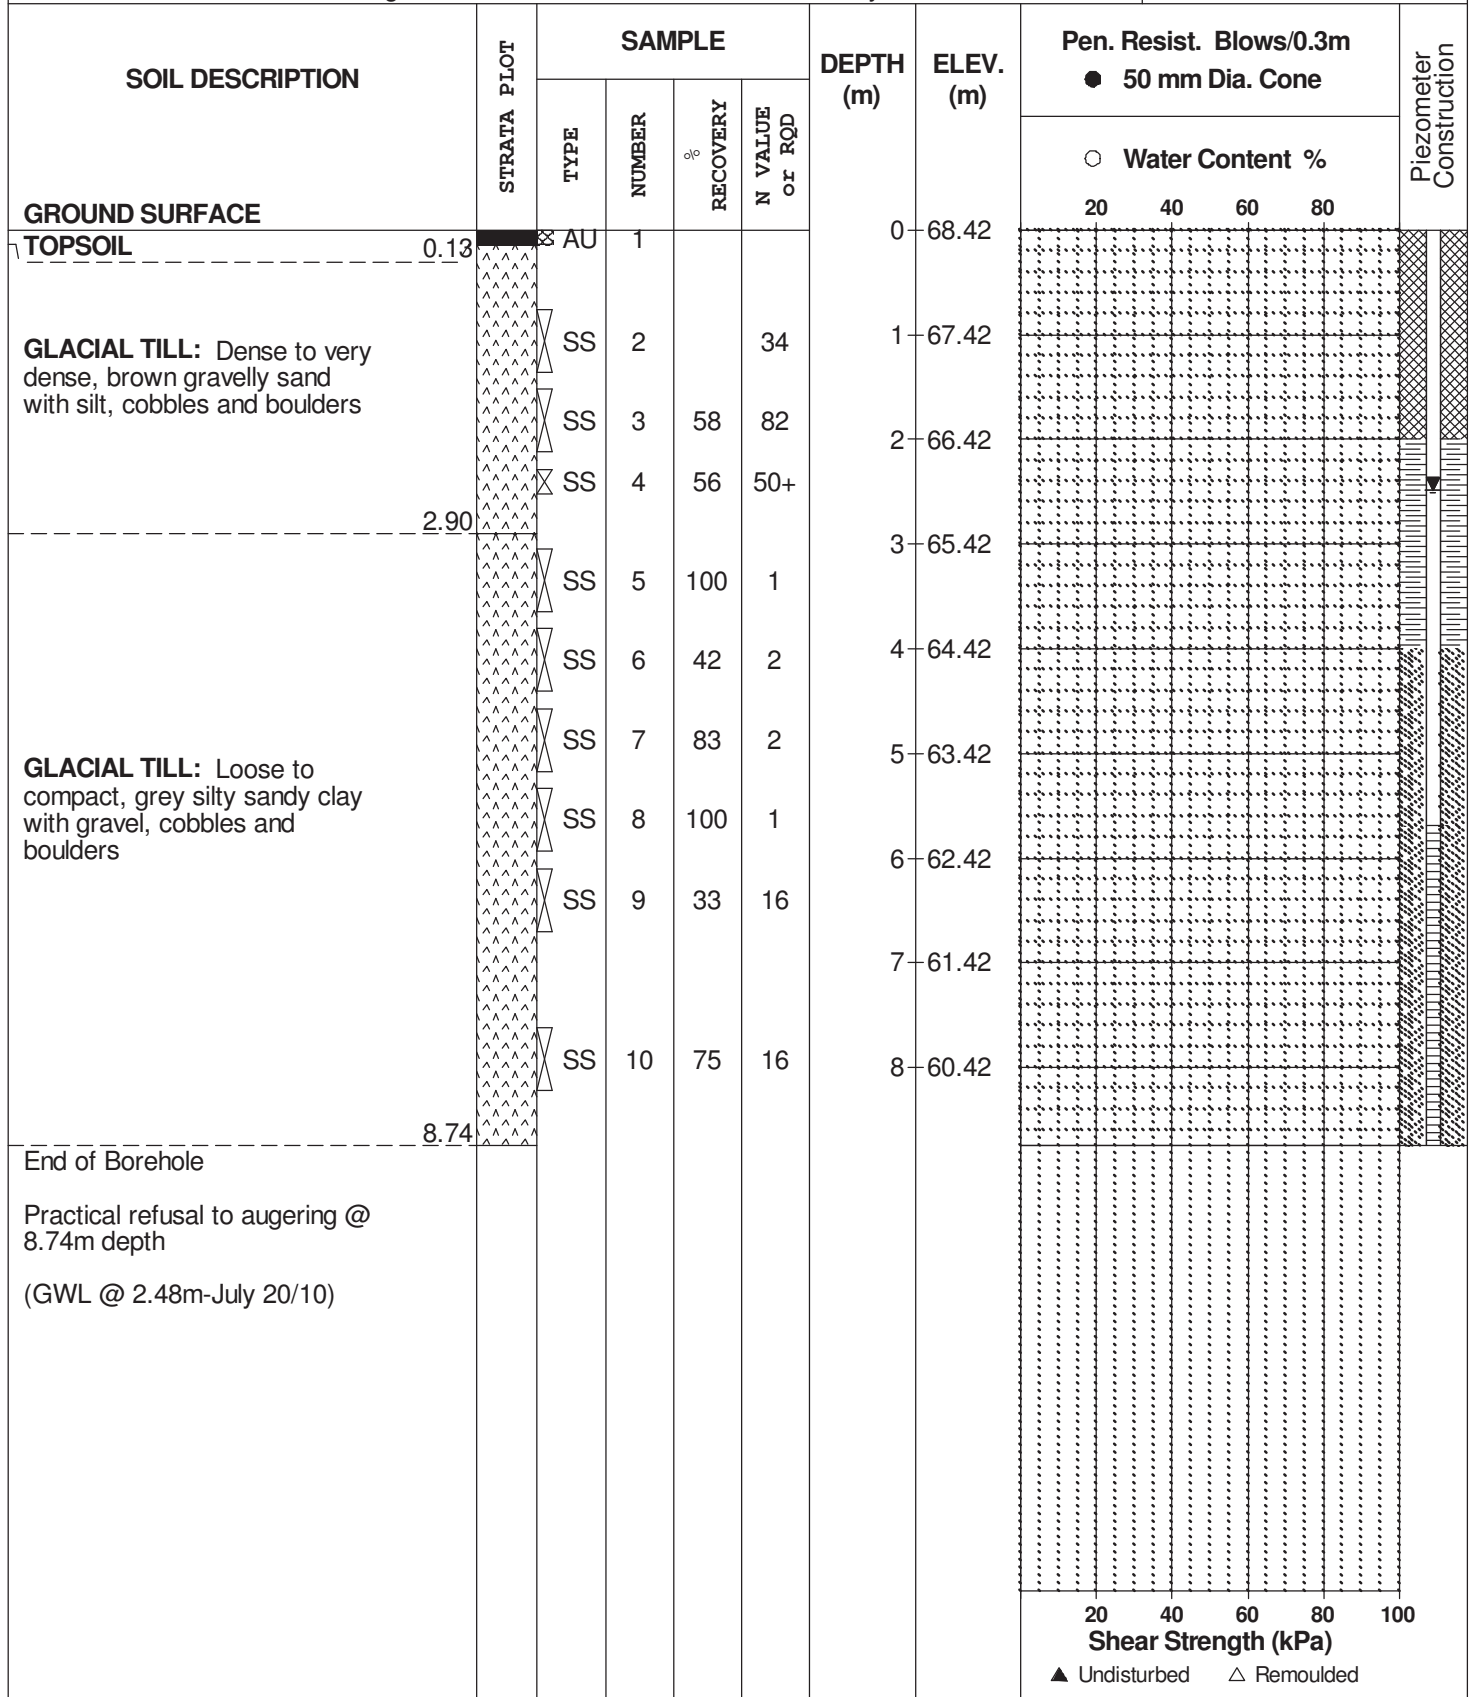 SOIL DESCRIPTION
STRATA PLOT
SAMPLE
TYPE
NUMBER
% RECOVERY
N VALUE or RQD
DEPTH (m)
ELEV. (m)
Pen. Resist. Blows/0.3m
● 50 mm Dia. Cone
○ Water Content %
20 40 60 80
Piezometer Construction
GROUND SURFACE
0 68.42
TOPSOIL 0.13
AU 1
GLACIAL TILL: Dense to very
dense, brown gravelly sand
with silt, cobbles and boulders
SS 2 34
1 67.42
SS 3 58 82
2 66.42
SS 4 56 50+
2.90
3 65.42
SS 5 100 1
4 64.42
SS 6 42 2
SS 7 83 2
5 63.42
GLACIAL TILL: Loose to
compact, grey silty sandy clay
with gravel, cobbles and
boulders
SS 8 100 1
6 62.42
SS 9 33 16
7 61.42
SS 10 75 16
8 60.42
8.74
End of Borehole
Practical refusal to augering @
8.74m depth
(GWL @ 2.48m-July 20/10)
20 40 60 80 100
Shear Strength (kPa)
▲ Undisturbed △ Remoulded